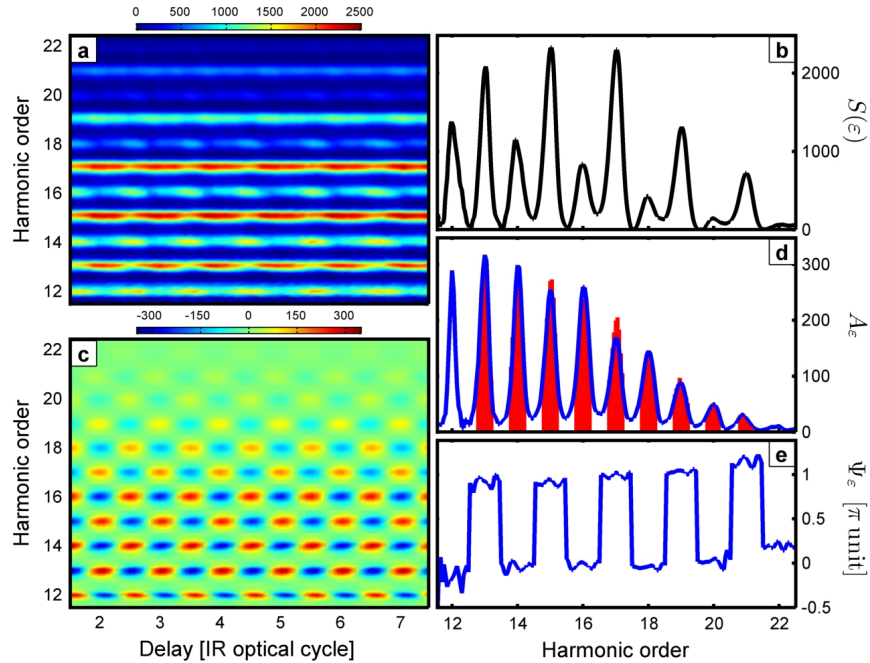 0 500 1000 1500 2000 2500
a
Harmonic order
22
20
18
16
14
12
b
2000
1000
0
S(ε)
-300 -150 0 150 300
c
Harmonic order
22
20
18
16
14
12
2 3 4 5 6 7
Delay [IR optical cycle]
d
300
200
100
0
A_ε
e
1
0.5
0
-0.5
Ψ_ε [π unit]
12 14 16 18 20 22
Harmonic order